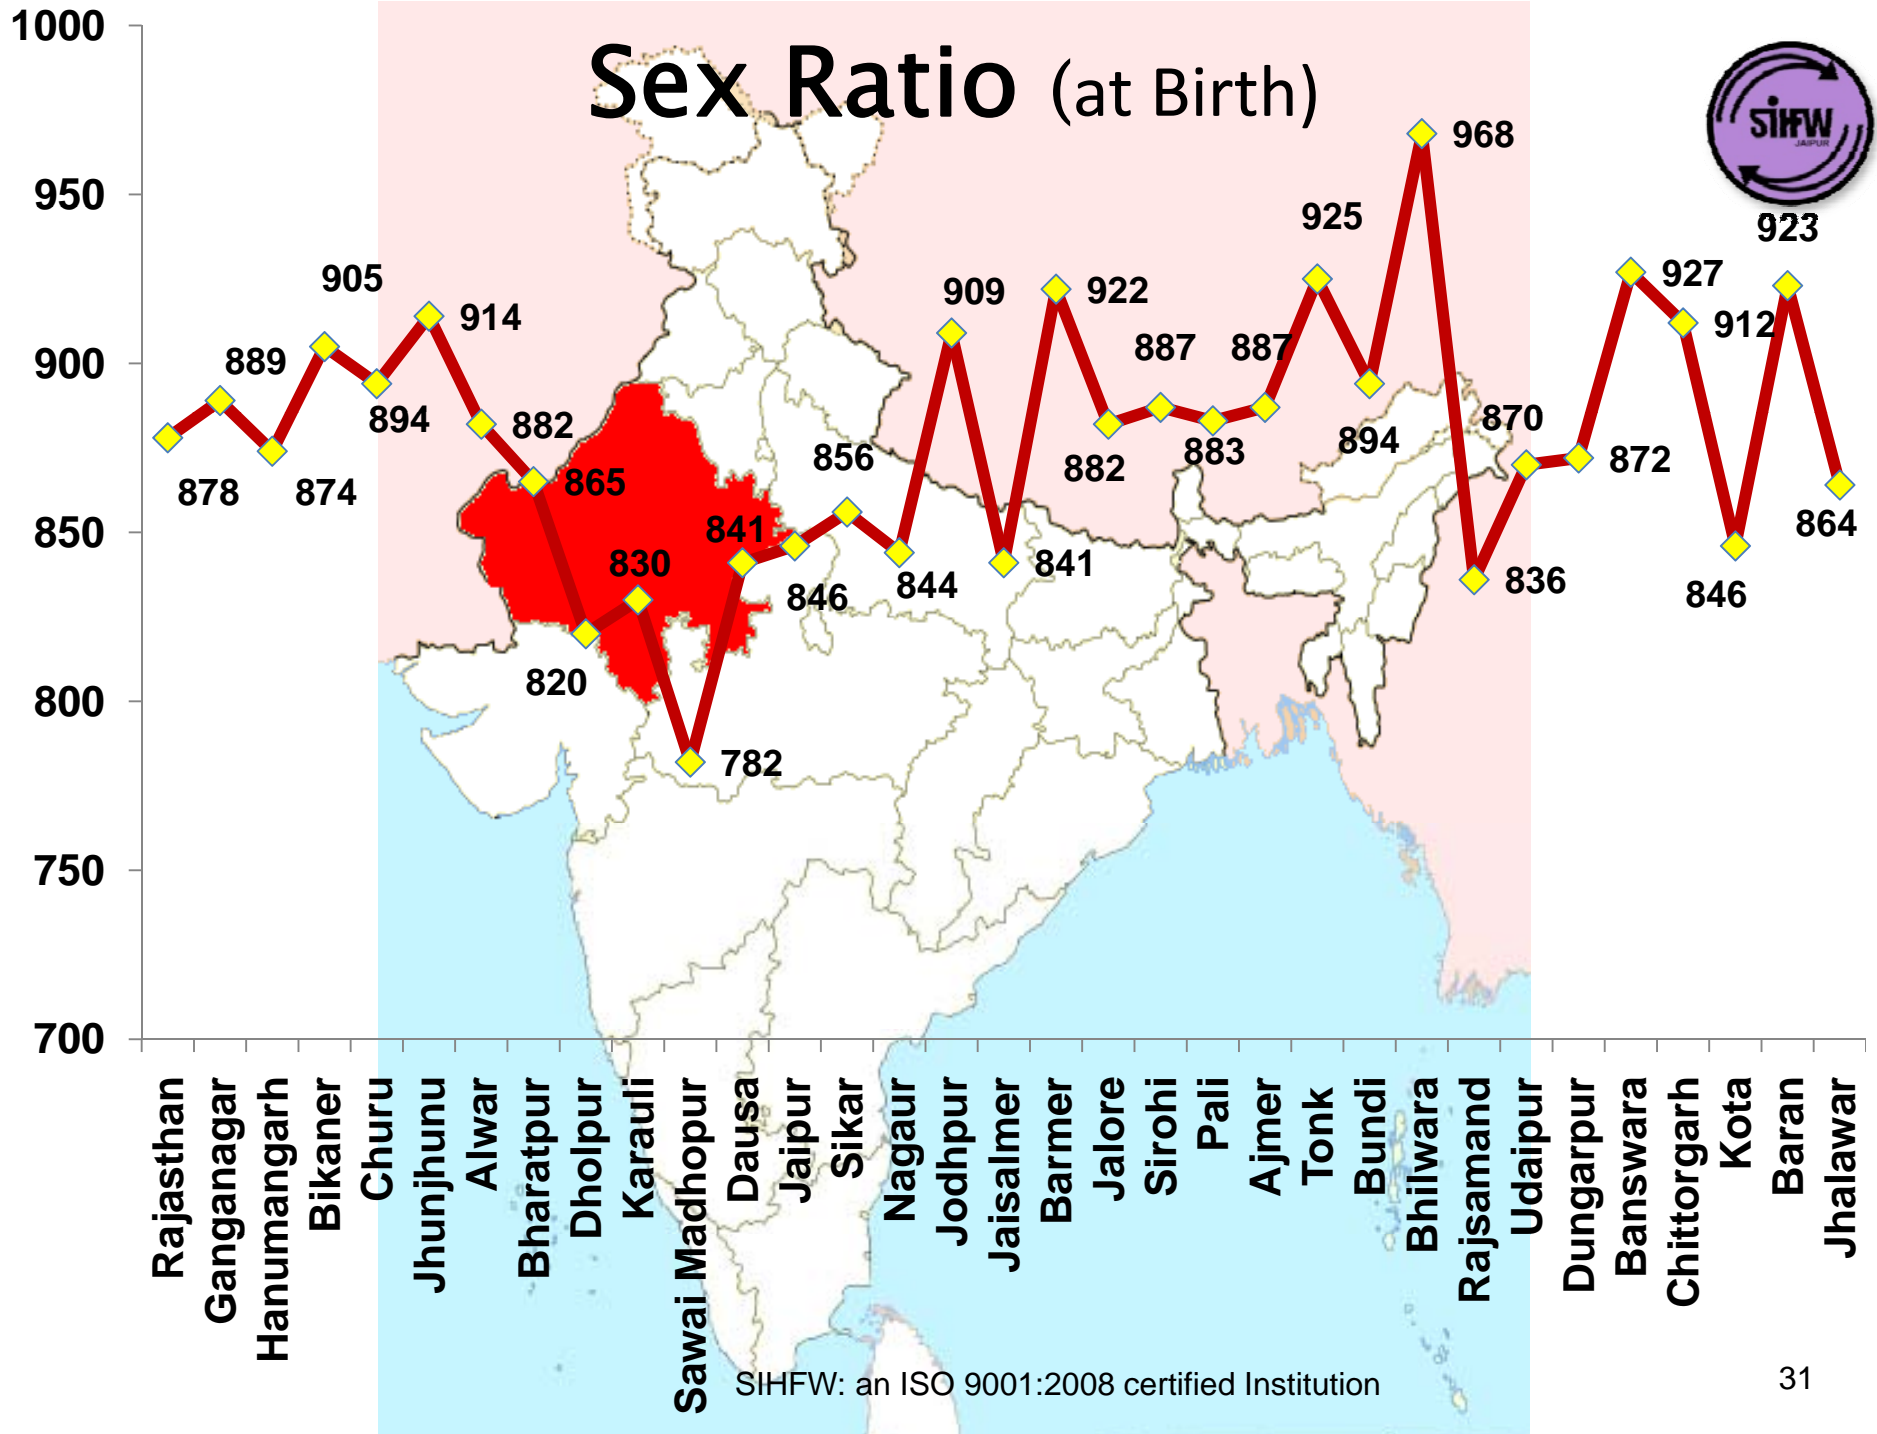 Sex Ratio (at Birth)
SIHFW
JAIPUR
1000
950
900
850
800
750
700
878
889
874
905
894
914
882
865
820
830
782
841
846
856
844
909
841
922
882
887
883
887
925
894
968
836
870
872
927
912
846
923
864
Rajasthan
Ganganagar
Hanumangarh
Bikaner
Churu
Jhunjhunu
Alwar
Bharatpur
Dholpur
Karauli
Sawai Madhopur
Dausa
Jaipur
Sikar
Nagaur
Jodhpur
Jaisalmer
Barmer
Jalore
Sirohi
Pali
Ajmer
Tonk
Bundi
Bhilwara
Rajsamand
Udaipur
Dungarpur
Banswara
Chittorgarh
Kota
Baran
Jhalawar
SIHFW: an ISO 9001:2008 certified Institution
31